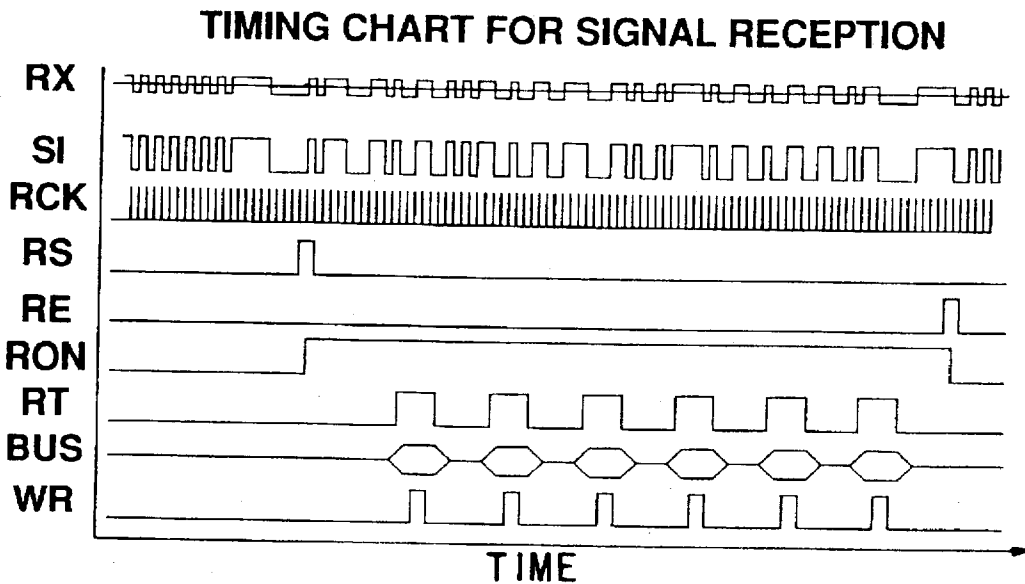 TIMING CHART FOR SIGNAL RECEPTION
RX
SI
RCK
RS
RE
RON
RT
BUS
WR
TIME